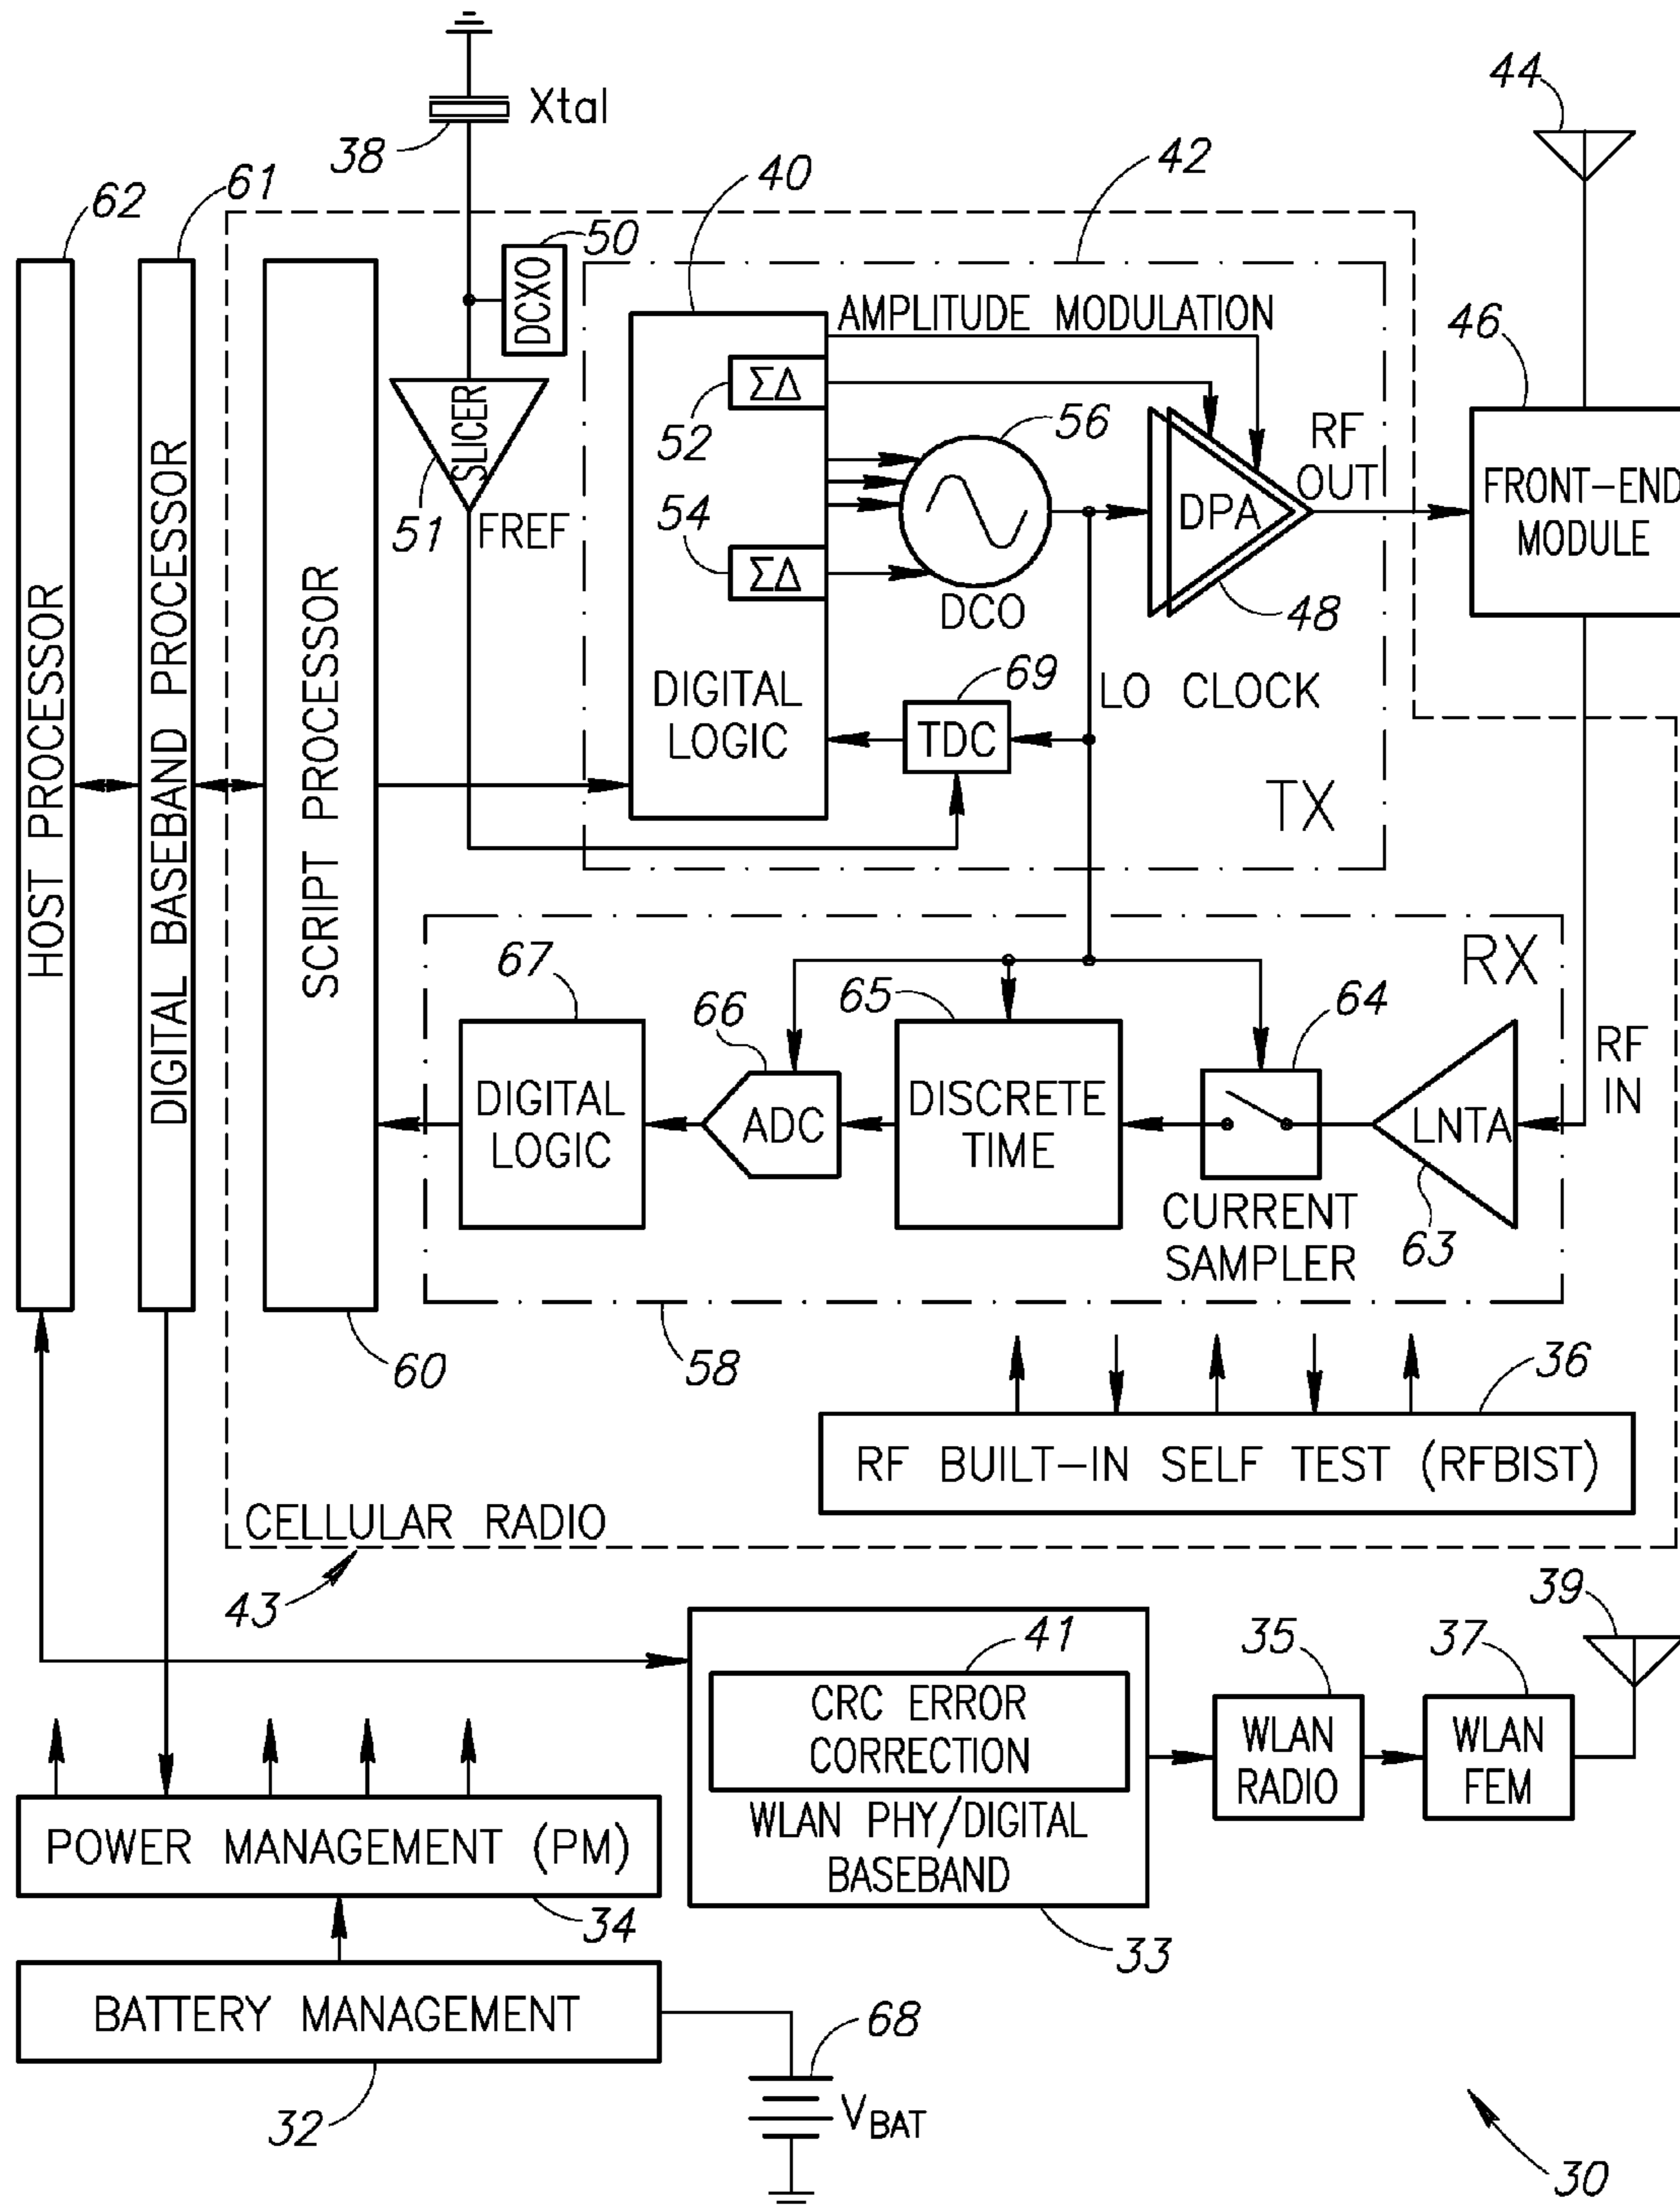 44
Xtal
38
62
61
40
42
50
DCXO
AMPLITUDE MODULATION
46
ΣΔ
52
56
RF
OUT
SLICER
51
FREF
54
ΣΔ
DPA
FRONT-END
MODULE
DCO
48
HOST PROCESSOR
DIGITAL BASEBAND PROCESSOR
SCRIPT PROCESSOR
DIGITAL
LOGIC
69
TDC
LO CLOCK
TX
RX
67
66
65
64
RF
IN
DIGITAL
LOGIC
ADC
DISCRETE
TIME
LNTA
CURRENT
SAMPLER
63
60
58
36
RF BUILT-IN SELF TEST (RFBIST)
CELLULAR RADIO
43
41
35
37
39
CRC ERROR
CORRECTION
WLAN
RADIO
WLAN
FEM
WLAN PHY/DIGITAL
BASEBAND
POWER MANAGEMENT (PM)
34
33
BATTERY MANAGEMENT
32
68
VBAT
30